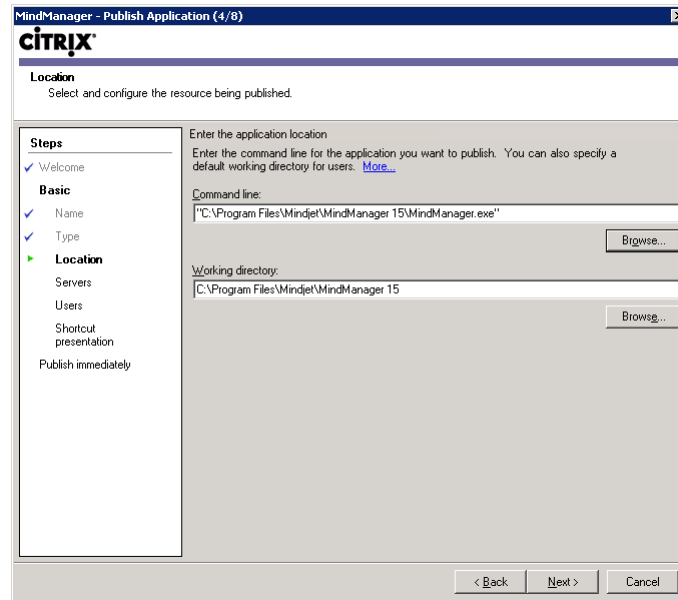 MindManager - Publish Application (4/8)
CITRIX
Location
Select and configure the resource being published.
Steps
Welcome
Basic
Name
Type
Location
Servers
Users
Shortcut
presentation
Publish immediately
Enter the application location
Enter the command line for the application you want to publish. You can also specify a
default working directory for users. More...
Command line:
"C:\Program Files\Mindjet\MindManager 15\MindManager.exe"
Browse...
Working directory:
C:\Program Files\Mindjet\MindManager 15
Browse...
< Back
Next >
Cancel